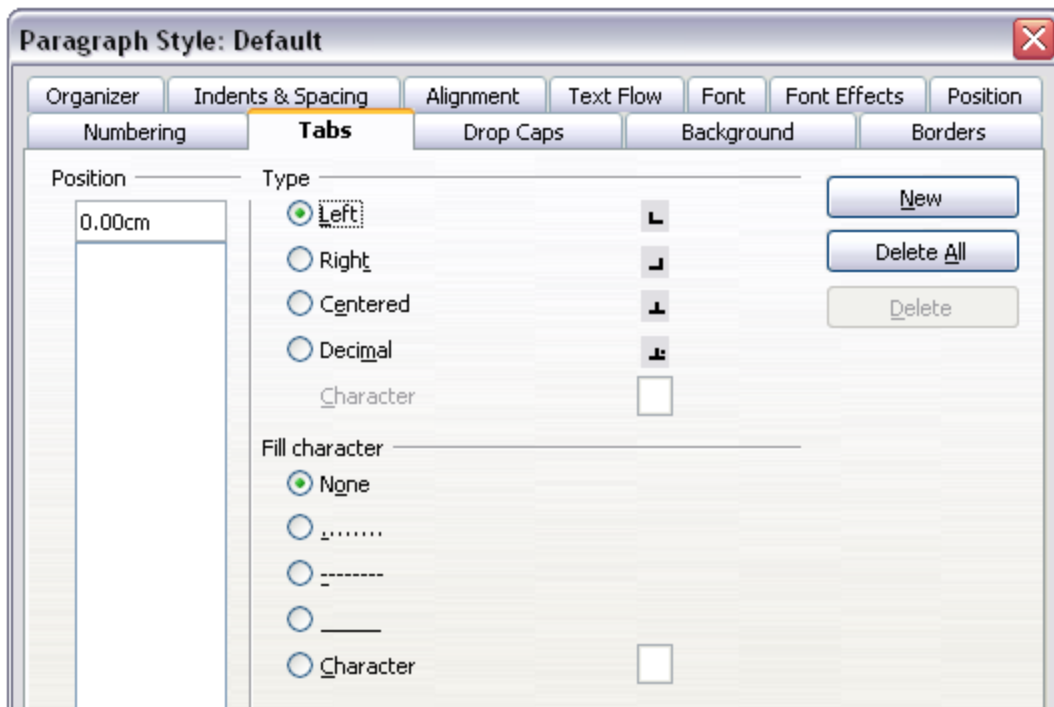 Paragraph Style: Default
Organizer Indents & Spacing Alignment Text Flow Font Font Effects Position
Numbering Tabs Drop Caps Background Borders
Position Type
0.00cm
Left
Right
Centered
Decimal
Character
New
Delete All
Delete
Fill character
None
.........
---------
______
Character